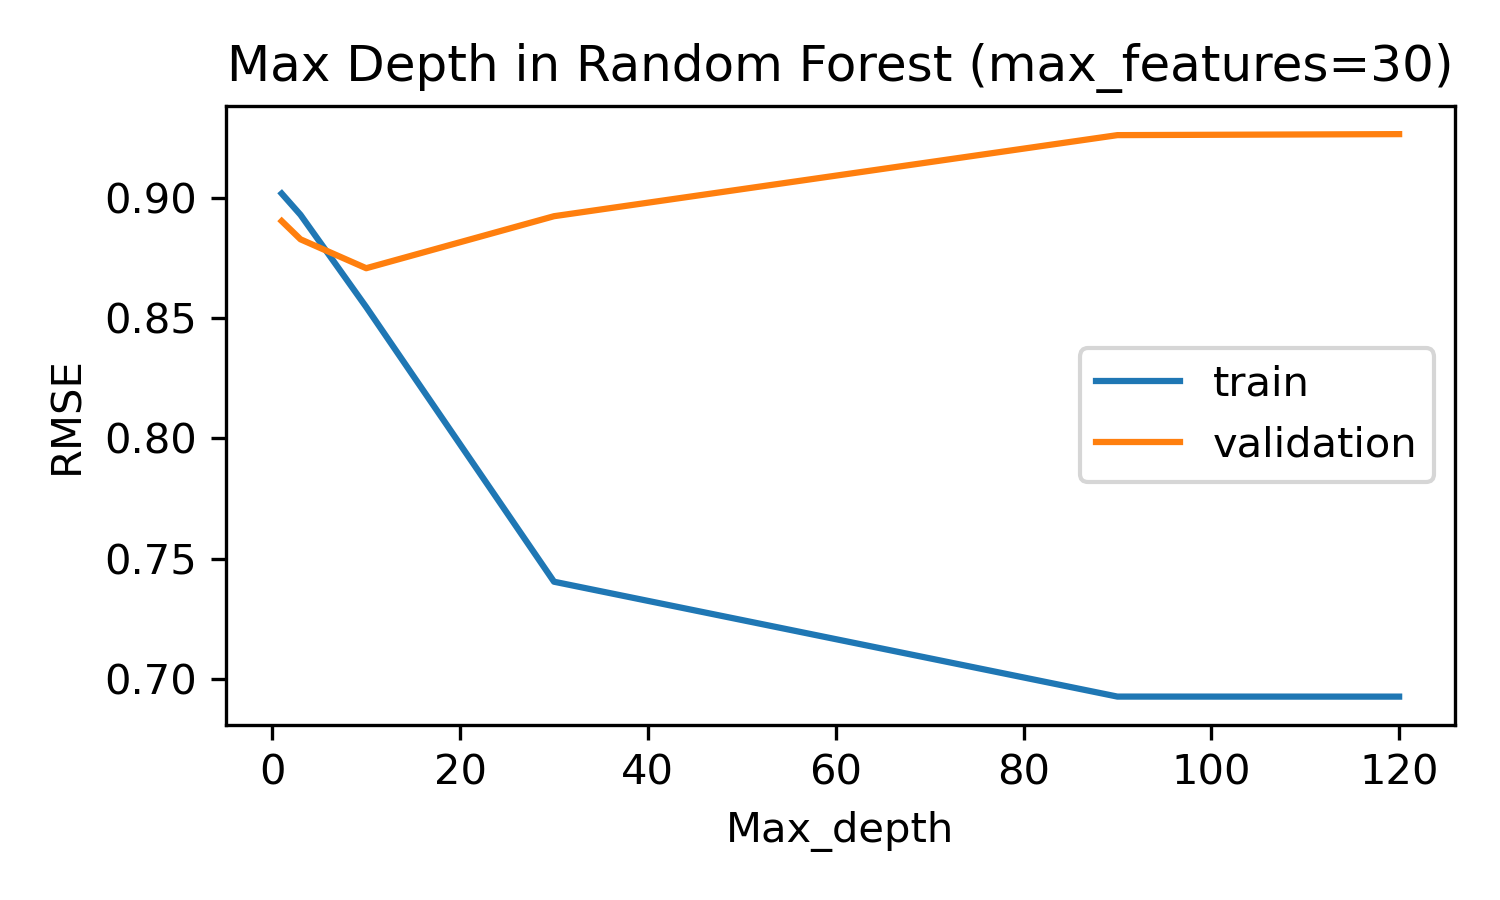 Max Depth in Random Forest (max_features=30)
RMSE
0.90
0.85
0.80
0.75
0.70
train
validation
0 20 40 60 80 100 120
Max_depth